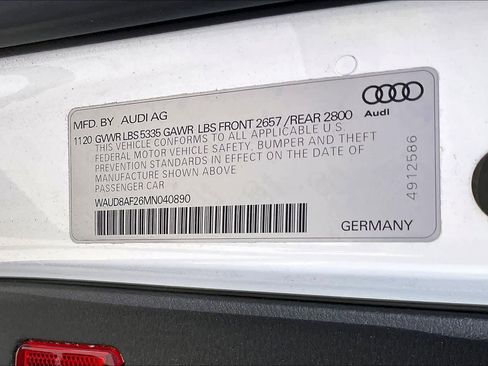 MFD. BY AUDI AG
1120 GVWR LBS 5335 GAWR LBS FRONT 2657 /REAR 2800
THIS VEHICLE CONFORMS TO ALL APPLICABLE U.S.
FEDERAL MOTOR VEHICLE SAFETY, BUMPER AND THEFT
PREVENTION STANDARDS IN EFFECT ON THE DATE OF
MANUFACTURE SHOWN ABOVE
PASSENGER CAR
WAUD8AF26MN040890
GERMANY
Audi
4912586